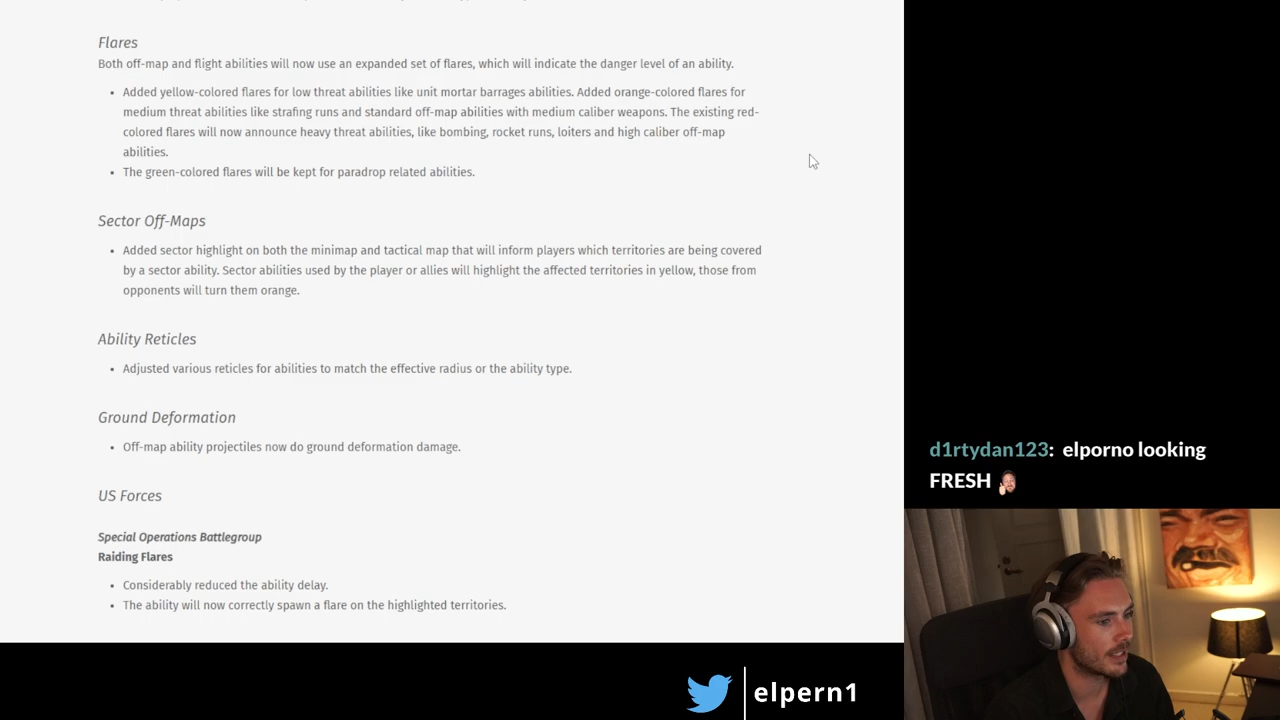 Flares
Both off-map and flight abilities will now use an expanded set of flares, which will indicate the danger level of an ability.
• Added yellow-colored flares for low threat abilities like unit mortar barrages abilities. Added orange-colored flares for
medium threat abilities like strafing runs and standard off-map abilities with medium caliber weapons. The existing red-
colored flares will now announce heavy threat abilities, like bombing, rocket runs, loiters and high caliber off-map
abilities.
• The green-colored flares will be kept for paradrop related abilities.
Sector Off-Maps
• Added sector highlight on both the minimap and tactical map that will inform players which territories are being covered
by a sector ability. Sector abilities used by the player or allies will highlight the affected territories in yellow, those from
opponents will turn them orange.
Ability Reticles
• Adjusted various reticles for abilities to match the effective radius or the ability type.
Ground Deformation
• Off-map ability projectiles now do ground deformation damage.
US Forces
Special Operations Battlegroup
Raiding Flares
• Considerably reduced the ability delay.
• The ability will now correctly spawn a flare on the highlighted territories.
d1rtydan123: elporno looking
FRESH
elpern1